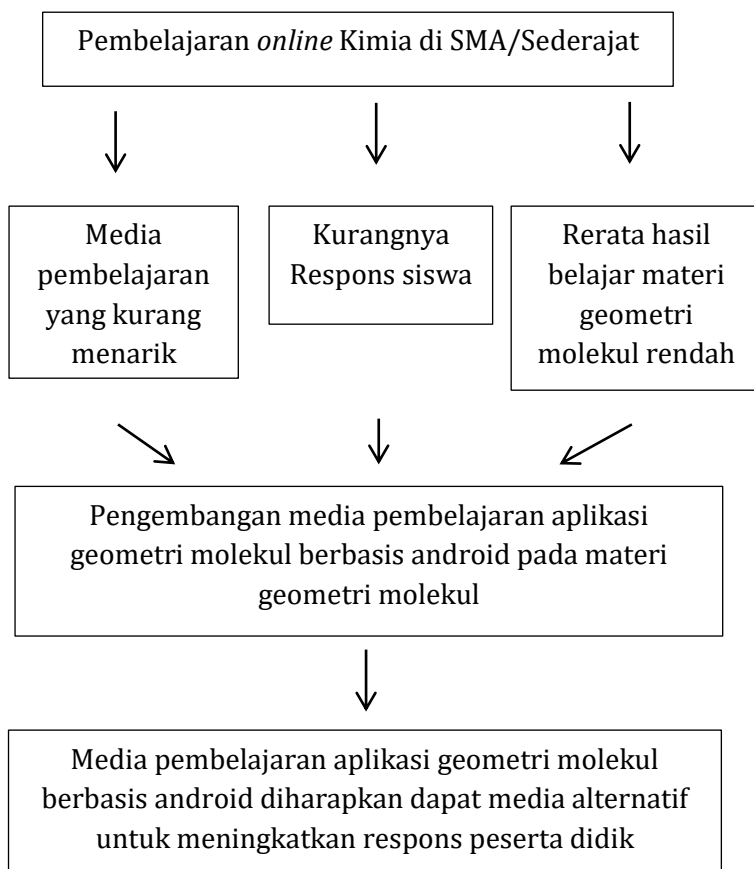 Pembelajaran online Kimia di SMA/Sederajat
Media
pembelajaran
yang kurang
menarik
Kurangnya
Respons siswa
Rerata hasil
belajar materi
geometri
molekul rendah
Pengembangan media pembelajaran aplikasi
geometri molekul berbasis android pada materi
geometri molekul
Media pembelajaran aplikasi geometri molekul
berbasis android diharapkan dapat media alternatif
untuk meningkatkan respons peserta didik